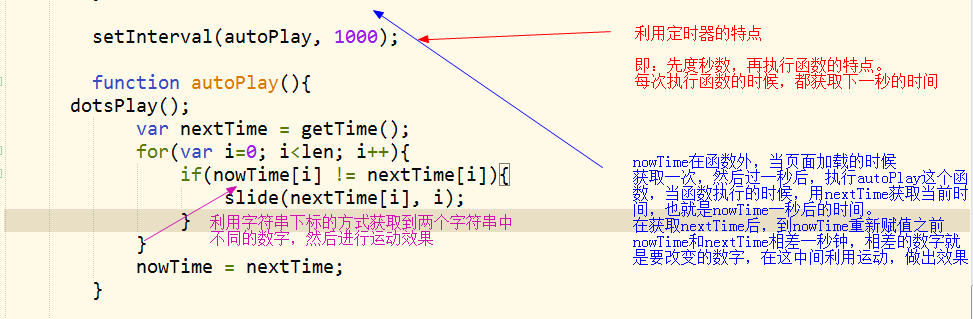 setInterval(autoPlay, 1000);
利用定时器的特点
即：先度秒数，再执行函数的特点。
每次执行函数的时候，都获取下一秒的时间
function autoPlay(){
dotsPlay();
var nextTime = getTime();
for(var i=0; i<len; i++){
if(nowTime[i] != nextTime[i]){
slide(nextTime[i], i);
}
利用字符串下标的方式获取到两个字符串中
不同的数字，然后进行运动效果
}
nowTime = nextTime;
}
nowTime在函数外，当页面加载的时候
获取一次，然后过一秒后，执行autoPlay这个函
数，当函数执行的时候，用nextTime获取当前时
间，也就是nowTime一秒后的时间。
在获取nextTime后，到nowTime重新赋值之前
nowTime和nextTime相差一秒钟，相差的数字就
是要改变的数字，在这中间利用运动，做出效果